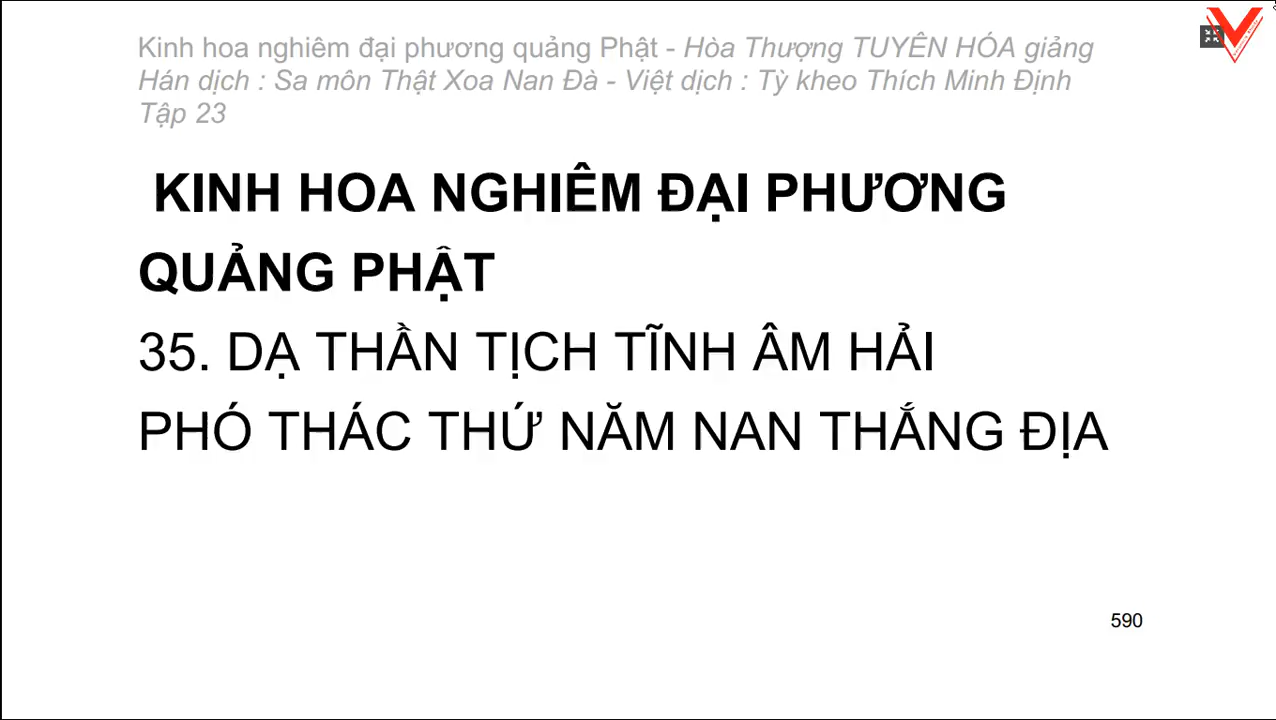 Kinh hoa nghiêm đại phương quảng Phật - Hòa Thượng TUYÊN HÓA giảng
Hán dịch : Sa môn Thật Xoa Nan Đà - Việt dịch : Tỳ kheo Thích Minh Định
Tập 23
KINH HOA NGHIÊM ĐẠI PHƯƠNG
QUẢNG PHẬT
35. DẠ THẦN TỊCH TĨNH ÂM HẢI
PHÓ THÁC THỨ NĂM NAN THẮNG ĐỊA
590